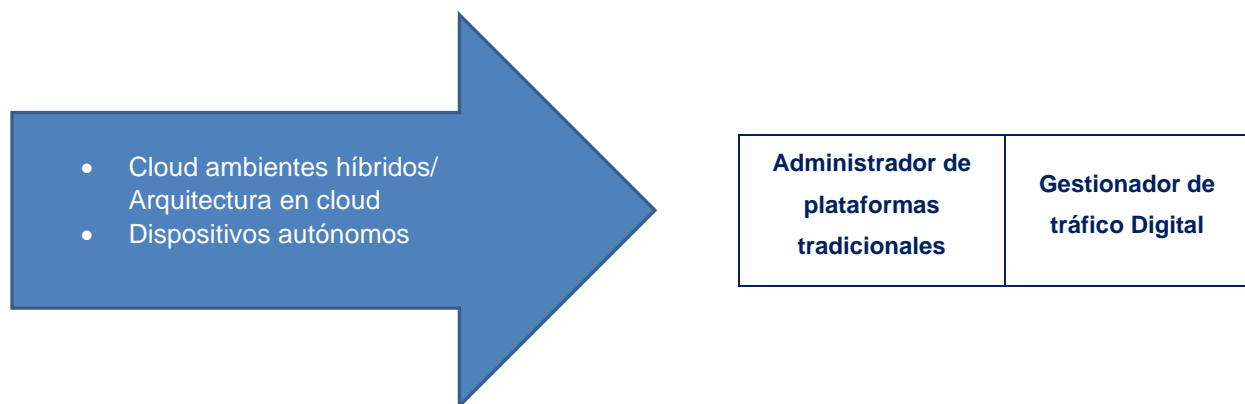 • Cloud ambientes híbridos/
Arquitectura en cloud
• Dispositivos autónomos
Administrador de
plataformas
tradicionales
Gestionador de
tráfico Digital